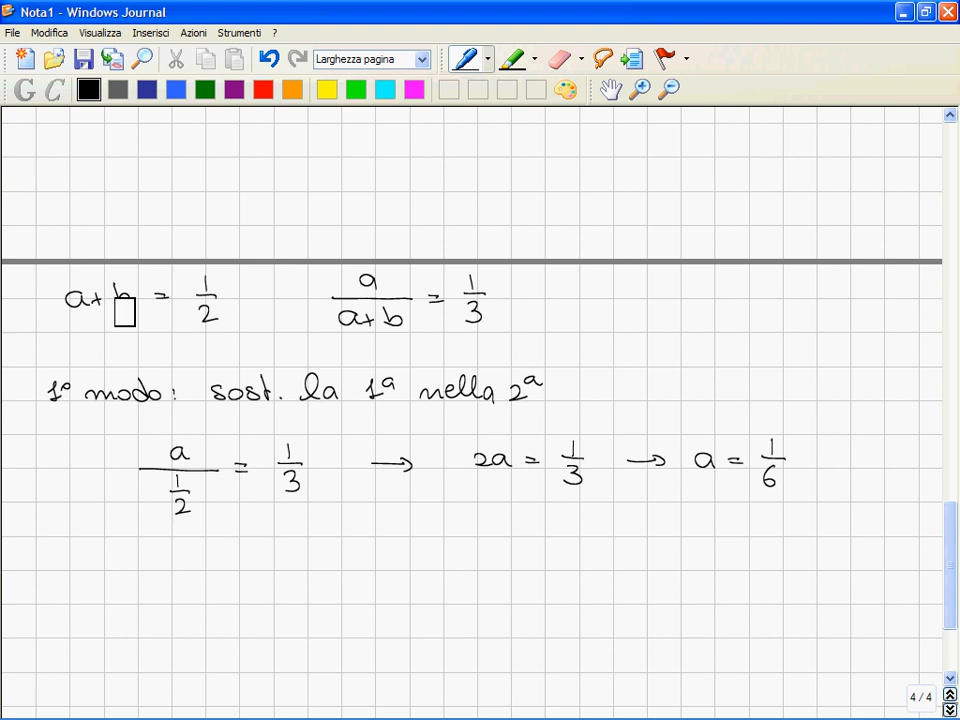 Nota1 - Windows Journal
File Modifica Visualizza Inserisci Azioni Strumenti ?
Larghezza pagina
G C
a+b = 1/2 a/(a+b) = 1/3
1° modo: sost. la 1ª nella 2ª
a/(1/2) = 1/3 → 2a = 1/3 → a = 1/6
4 / 4